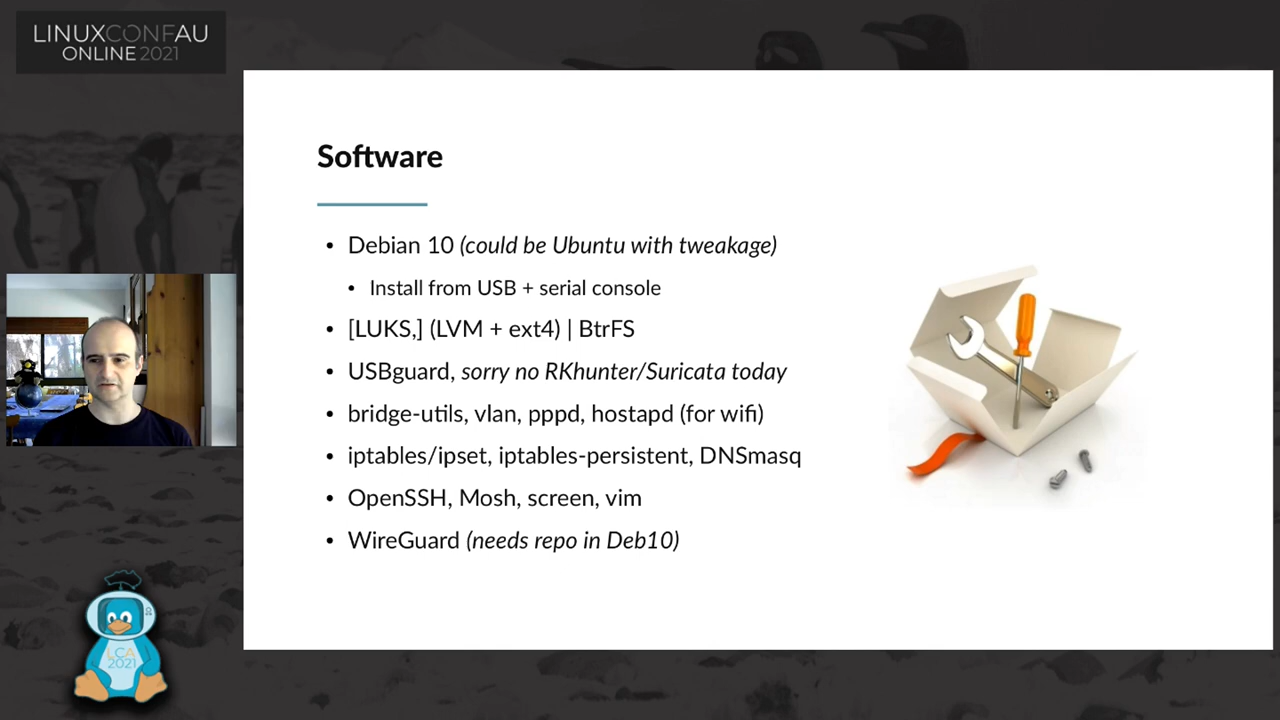 LINUXCONFAU
ONLINE 2021
Software
• Debian 10 (could be Ubuntu with tweakage)
• Install from USB + serial console
• [LUKS,] (LVM + ext4) | BtrFS
• USBguard, sorry no RKhunter/Suricata today
• bridge-utils, vlan, pppd, hostapd (for wifi)
• iptables/ipset, iptables-persistent, DNSmasq
• OpenSSH, Mosh, screen, vim
• WireGuard (needs repo in Deb10)
LCA
2021